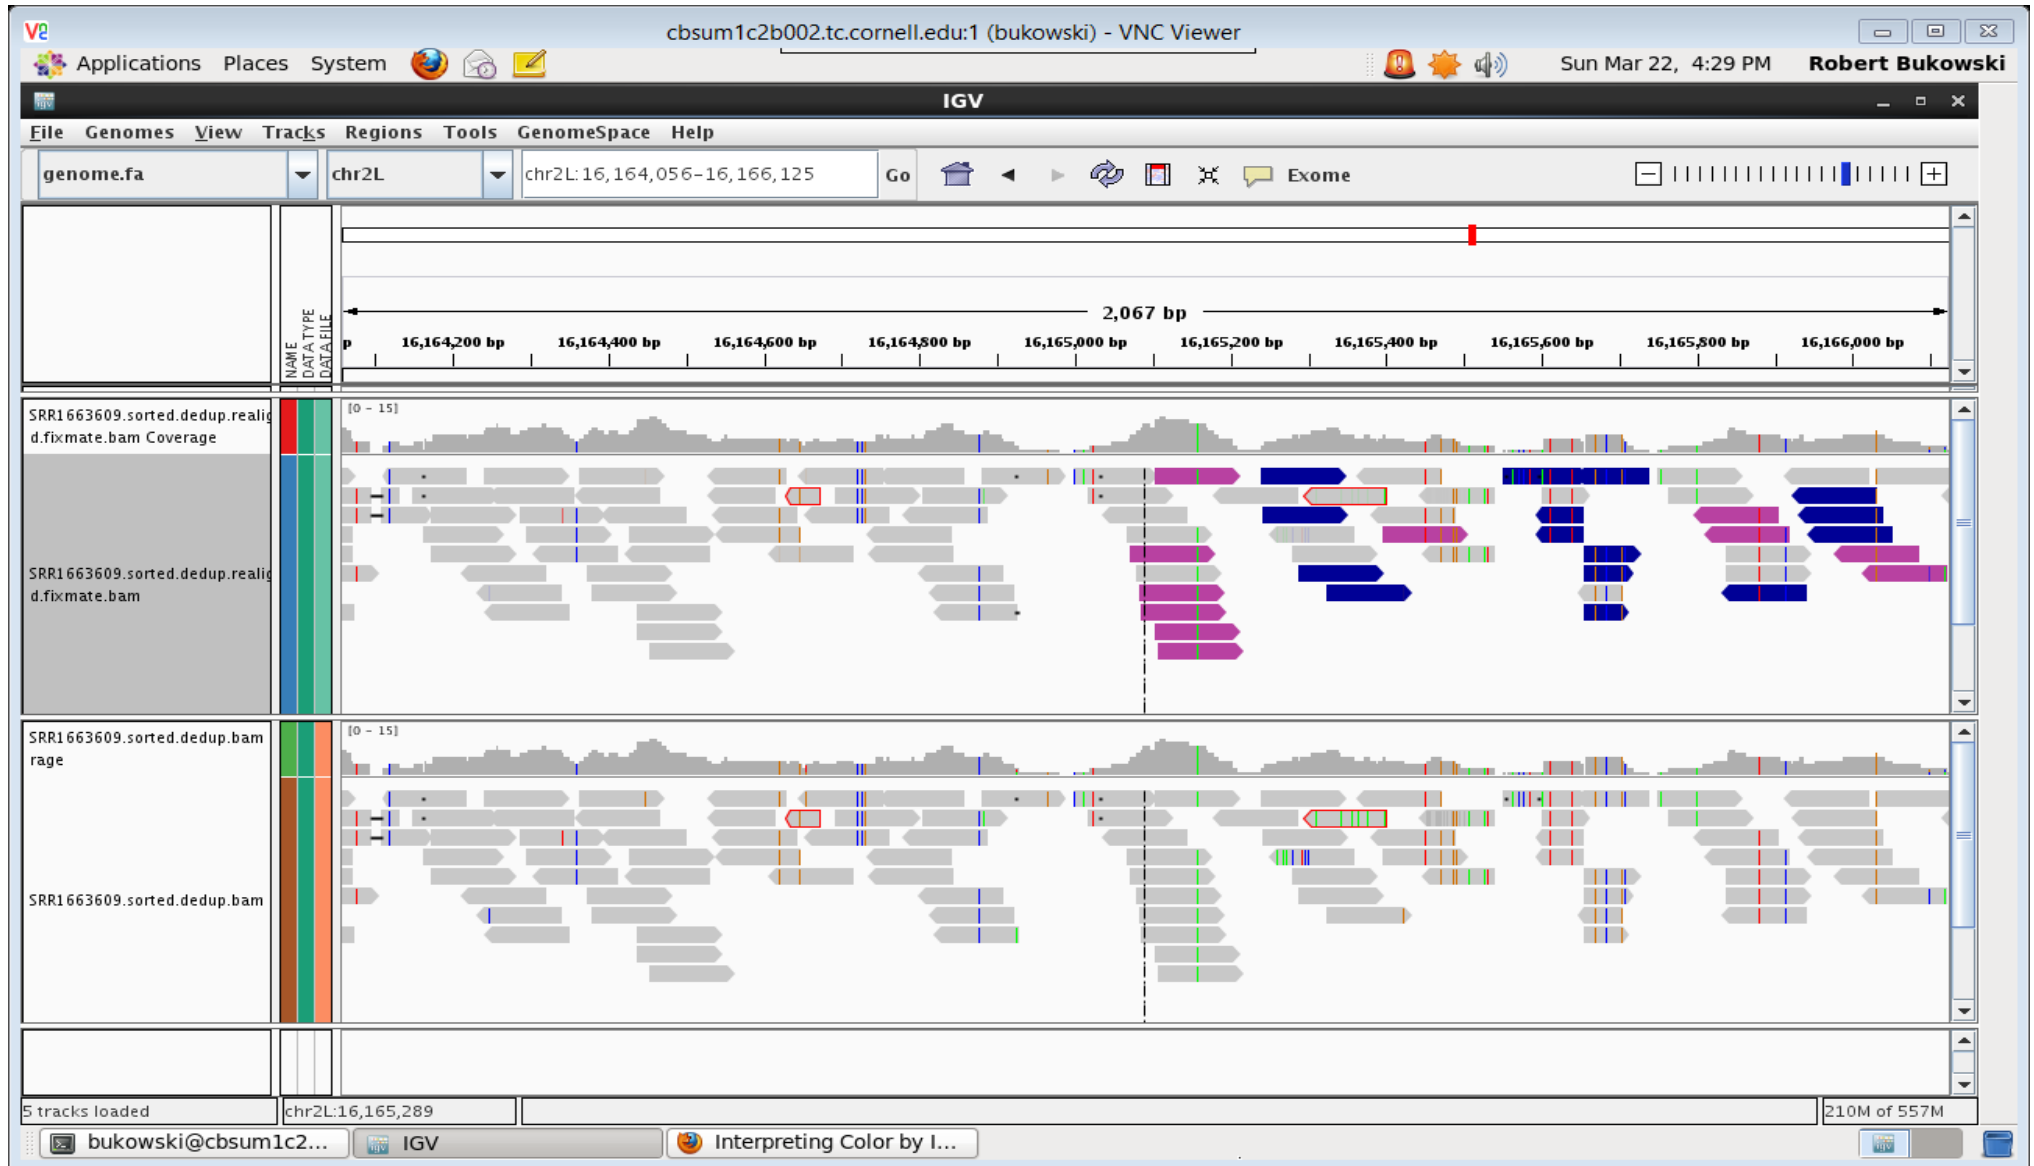 cbsum1c2b002.tc.cornell.edu:1 (bukowski) - VNC Viewer
Applications Places System Sun Mar 22, 4:29 PM Robert Bukowski
IGV
File Genomes View Tracks Regions Tools GenomeSpace Help
genome.fa chr2L chr2L:16,164,056-16,166,125 Go Exome
NAME
DATA TYPE
DATA FILE
2,067 bp
p 16,164,200 bp 16,164,400 bp 16,164,600 bp 16,164,800 bp 16,165,000 bp 16,165,200 bp 16,165,400 bp 16,165,600 bp 16,165,800 bp 16,166,000 bp
SRR1663609.sorted.dedup.realig
d.fixmate.bam Coverage
[0 - 15]
SRR1663609.sorted.dedup.realig
d.fixmate.bam
SRR1663609.sorted.dedup.bam
rage
[0 - 15]
SRR1663609.sorted.dedup.bam
5 tracks loaded chr2L:16,165,289 210M of 557M
bukowski@cbsum1c2... IGV Interpreting Color by I...